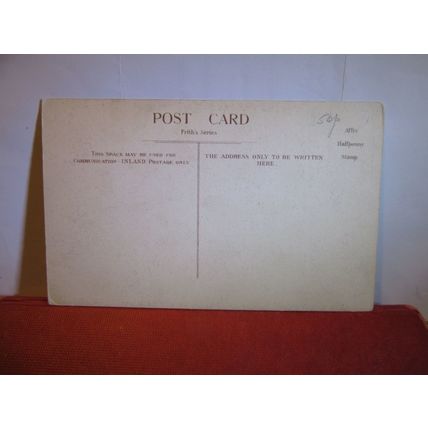 POST CARD
Frith's Series
50p
Affix
Halfpenny
Stamp
THIS SPACE MAY BE USED FOR
COMMUNICATION INLAND POSTAGE ONLY
THE ADDRESS ONLY TO BE WRITTEN
HERE.